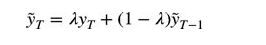 ỹ_T = λy_T + (1 − λ)ỹ_{T−1}